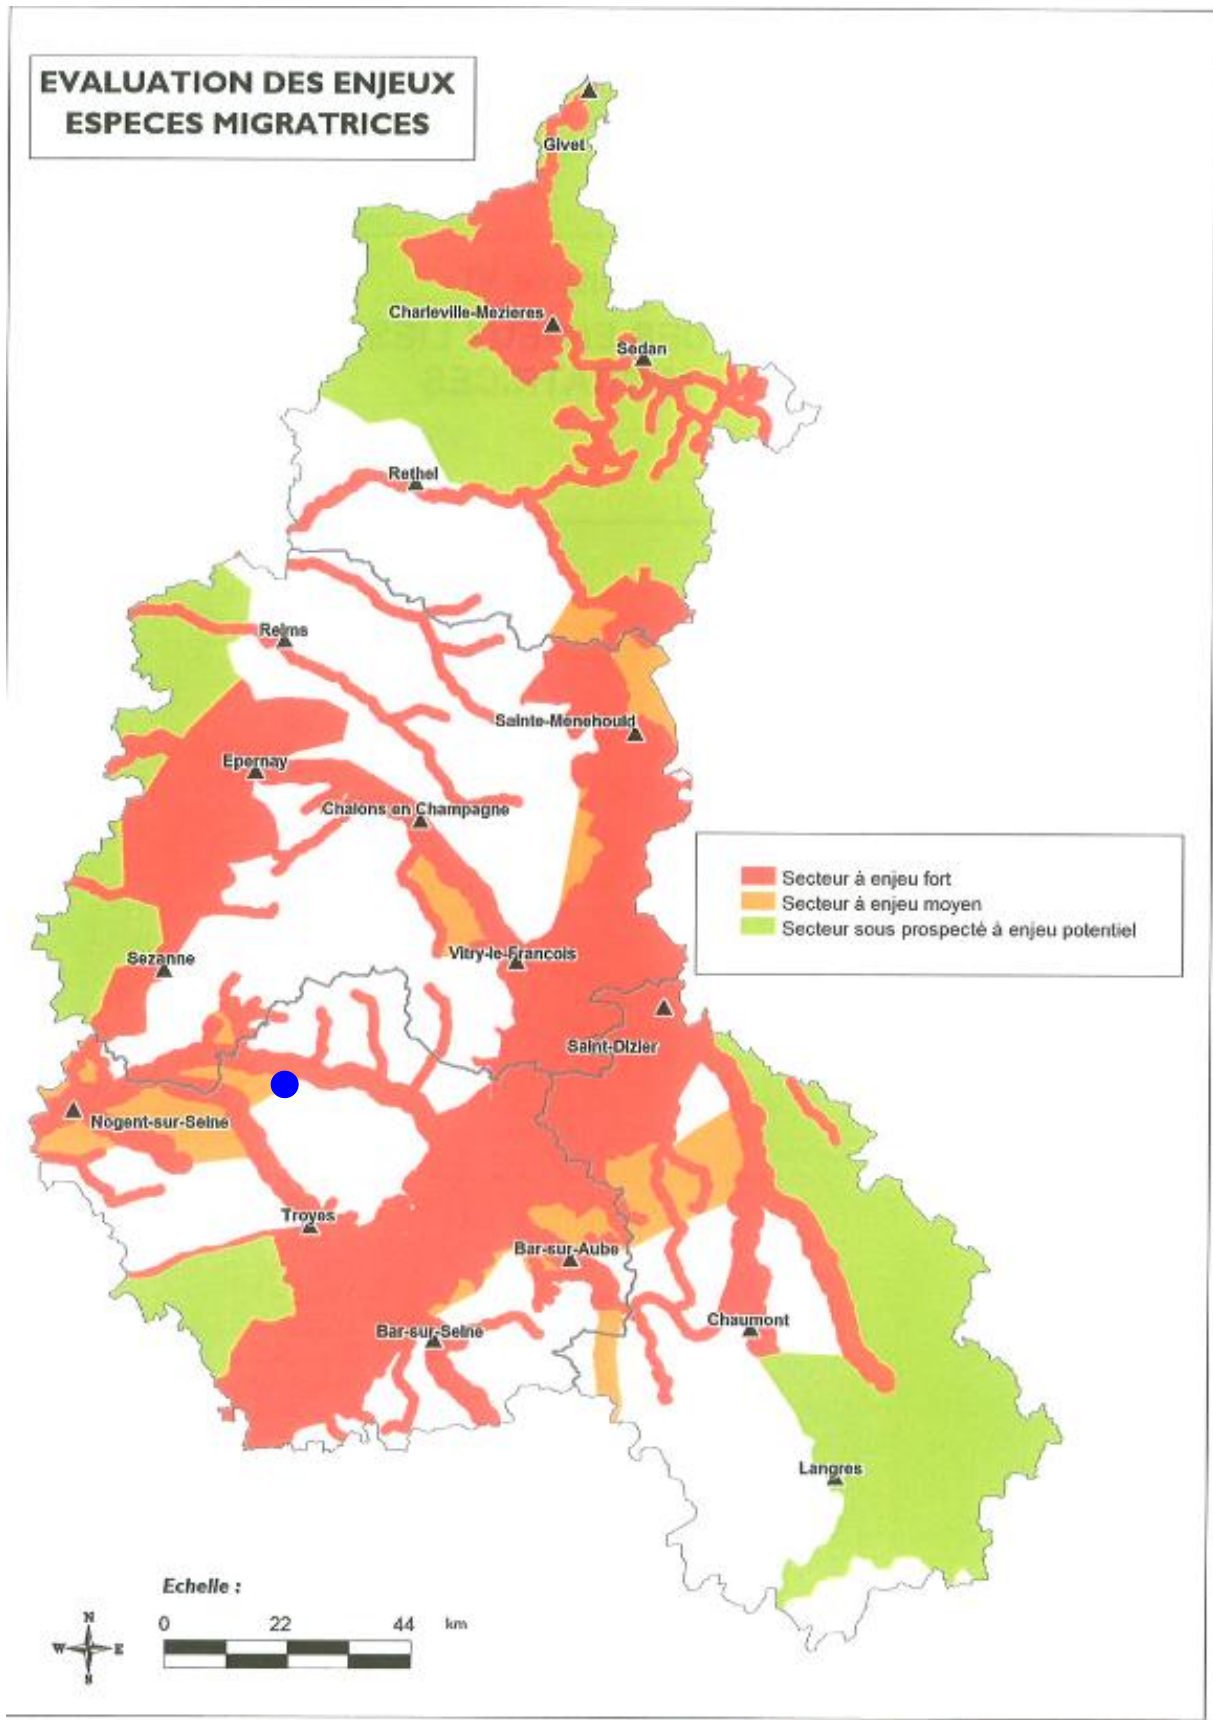 EVALUATION DES ENJEUX
ESPECES MIGRATRICES
Givet
Charleville-Mezieres
Sedan
Rethel
Reims
Sainte-Menehould
Epernay
Chalons en Champagne
Secteur à enjeu fort
Secteur à enjeu moyen
Secteur sous prospecté à enjeu potentiel
Vitry-le-François
Sezanne
Saint-Dizier
Nogent-sur-Seine
Troyes
Bar-sur-Aube
Chaumont
Bar-sur-Seine
Langres
Echelle :
0 22 44 km
N
W E
S